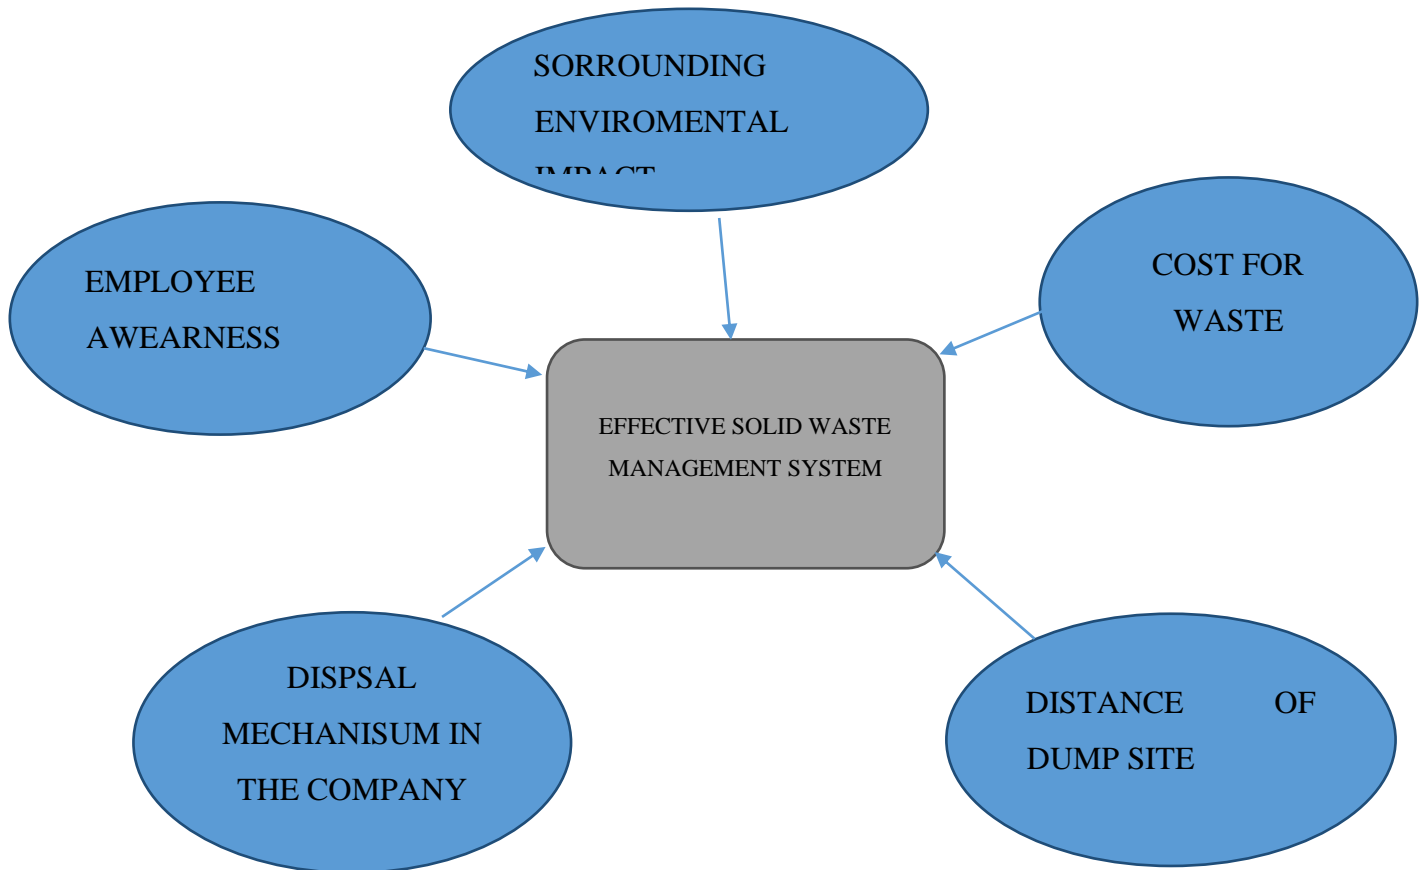 SORROUNDING
ENVIROMENTAL
IMPACT
EMPLOYEE
AWEARNESS
COST FOR
WASTE
EFFECTIVE SOLID WASTE
MANAGEMENT SYSTEM
DISPSAL
MECHANISUM IN
THE COMPANY
DISTANCE OF
DUMP SITE